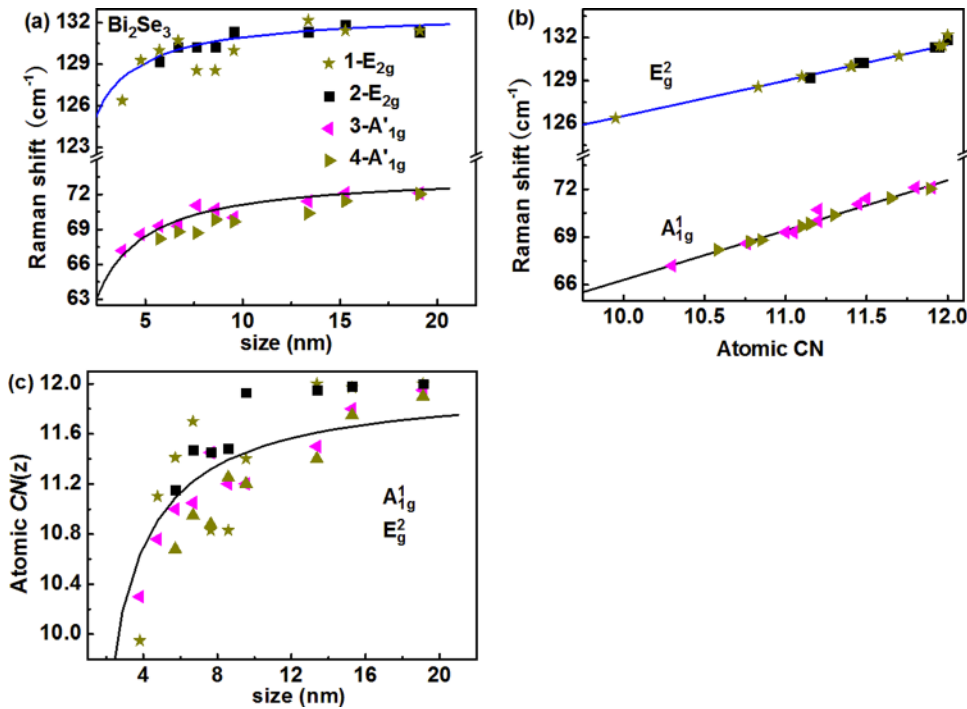 (a)
Bi₂Se₃
132
129
126
123
72
69
66
63
Raman shift (cm⁻¹)
1-E₂g
2-E₂g
3-A'₁g
4-A'₁g
5
10
15
20
size (nm)
(b)
132
129
126
72
69
66
Raman shift (cm⁻¹)
E²g
A¹₁g
10.0
10.5
11.0
11.5
12.0
Atomic CN
(c)
12.0
11.6
11.2
10.8
10.4
10.0
Atomic CN(z)
A¹₁g
E²g
4
8
12
16
20
size (nm)